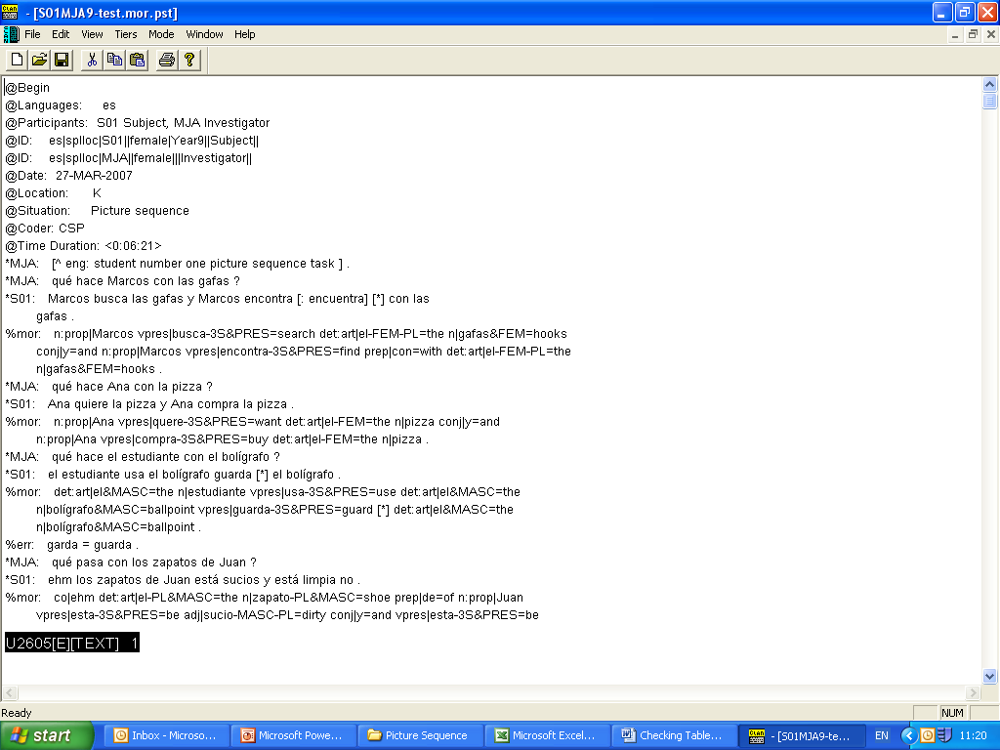 - [S01MJA9-test.mor.pst]
File Edit View Tiers Mode Window Help
@Begin
@Languages: es
@Participants: S01 Subject, MJA Investigator
@ID: es|splloc|S01||female|Year9||Subject||
@ID: es|splloc|MJA||female|||Investigator||
@Date: 27-MAR-2007
@Location: K
@Situation: Picture sequence
@Coder: CSP
@Time Duration: <0:06:21>
*MJA: [^ eng: student number one picture sequence task ] .
*MJA: qué hace Marcos con las gafas ?
*S01: Marcos busca las gafas y Marcos encontra [: encuentra] [*] con las
gafas .
%mor: n:prop|Marcos vpres|busca-3S&PRES=search det:art|el-FEM-PL=the n|gafas&FEM=hooks
conj|y=and n:prop|Marcos vpres|encontra-3S&PRES=find prep|con=with det:art|el-FEM-PL=the
n|gafas&FEM=hooks .
*MJA: qué hace Ana con la pizza ?
*S01: Ana quiere la pizza y Ana compra la pizza .
%mor: n:prop|Ana vpres|quere-3S&PRES=want det:art|el-FEM=the n|pizza conj|y=and
n:prop|Ana vpres|compra-3S&PRES=buy det:art|el-FEM=the n|pizza .
*MJA: qué hace el estudiante con el bolígrafo ?
*S01: el estudiante usa el bolígrafo guarda [*] el bolígrafo .
%mor: det:art|el&MASC=the n|estudiante vpres|usa-3S&PRES=use det:art|el&MASC=the
n|bolígrafo&MASC=ballpoint vpres|guarda-3S&PRES=guard [*] det:art|el&MASC=the
n|bolígrafo&MASC=ballpoint .
%err: garda = guarda .
*MJA: qué pasa con los zapatos de Juan ?
*S01: ehm los zapatos de Juan está sucios y está limpia no .
%mor: co|ehm det:art|el-PL&MASC=the n|zapato-PL&MASC=shoe prep|de=of n:prop|Juan
vpres|esta-3S&PRES=be adj|sucio-MASC-PL=dirty conj|y=and vpres|esta-3S&PRES=be
U2605[E][TEXT] 1
Ready NUM
start Inbox - Microso... Microsoft Powe... Picture Sequence Microsoft Excel... Checking Table... - [S01MJA9-te... EN 11:20